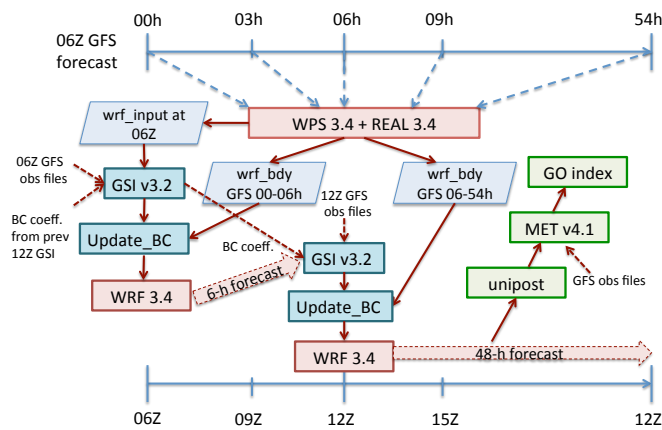 00h
03h
06h
09h
54h
06Z GFS
forecast
wrf_input at
06Z
WPS 3.4 + REAL 3.4
06Z GFS
obs files
GSI v3.2
wrf_bdy
GFS 00-06h
12Z GFS
obs files
wrf_bdy
GFS 06-54h
GO index
BC coeff.
from prev
12Z GSI
Update_BC
BC coeff.
GSI v3.2
MET v4.1
GFS obs files
WRF 3.4
6-h forecast
Update_BC
unipost
WRF 3.4
48-h forecast
06Z
09Z
12Z
15Z
12Z